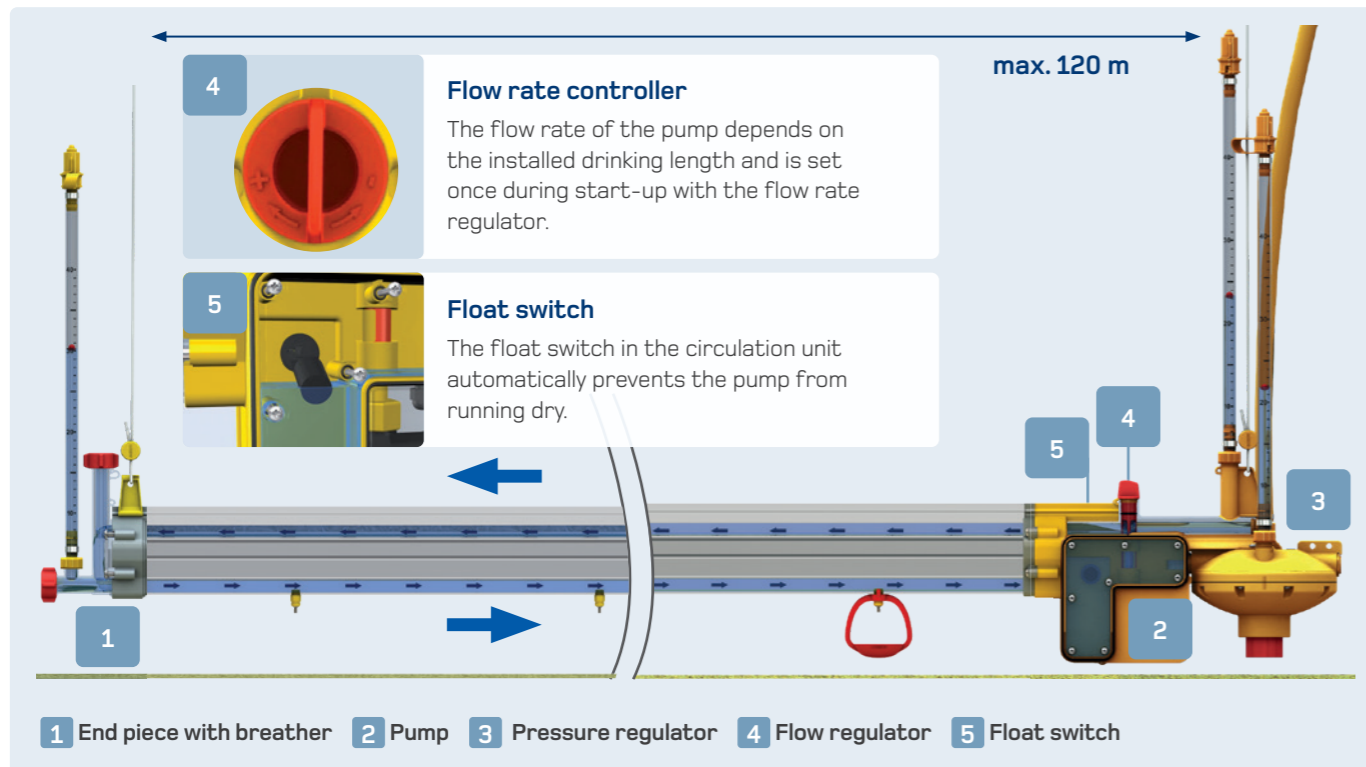 max. 120 m
4
Flow rate controller
The flow rate of the pump depends on
the installed drinking length and is set
once during start-up with the flow rate
regulator.
5
Float switch
The float switch in the circulation unit
automatically prevents the pump from
running dry.
4
5
3
1
2
1 End piece with breather 2 Pump 3 Pressure regulator 4 Flow regulator 5 Float switch